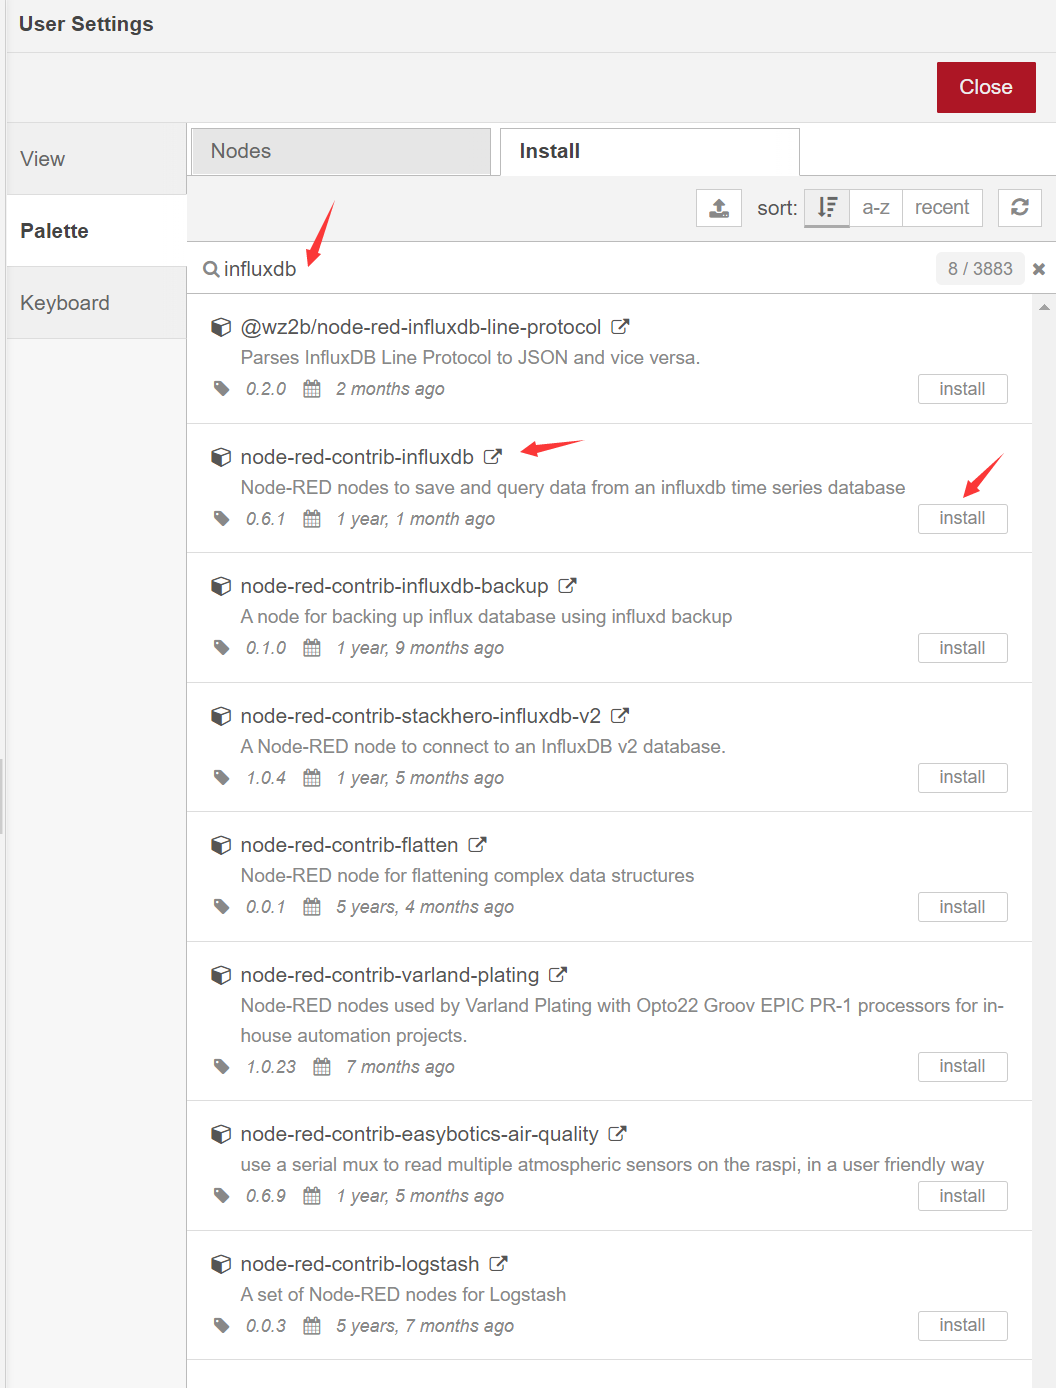 User Settings
Close
View
Palette
Keyboard
Nodes
Install
sort:
a-z
recent
influxdb
8 / 3883
@wz2b/node-red-influxdb-line-protocol
Parses InfluxDB Line Protocol to JSON and vice versa.
0.2.0 2 months ago
install
node-red-contrib-influxdb
Node-RED nodes to save and query data from an influxdb time series database
0.6.1 1 year, 1 month ago
install
node-red-contrib-influxdb-backup
A node for backing up influx database using influxd backup
0.1.0 1 year, 9 months ago
install
node-red-contrib-stackhero-influxdb-v2
A Node-RED node to connect to an InfluxDB v2 database.
1.0.4 1 year, 5 months ago
install
node-red-contrib-flatten
Node-RED node for flattening complex data structures
0.0.1 5 years, 4 months ago
install
node-red-contrib-varland-plating
Node-RED nodes used by Varland Plating with Opto22 Groov EPIC PR-1 processors for in-
house automation projects.
1.0.23 7 months ago
install
node-red-contrib-easybotics-air-quality
use a serial mux to read multiple atmospheric sensors on the raspi, in a user friendly way
0.6.9 1 year, 5 months ago
install
node-red-contrib-logstash
A set of Node-RED nodes for Logstash
0.0.3 5 years, 7 months ago
install